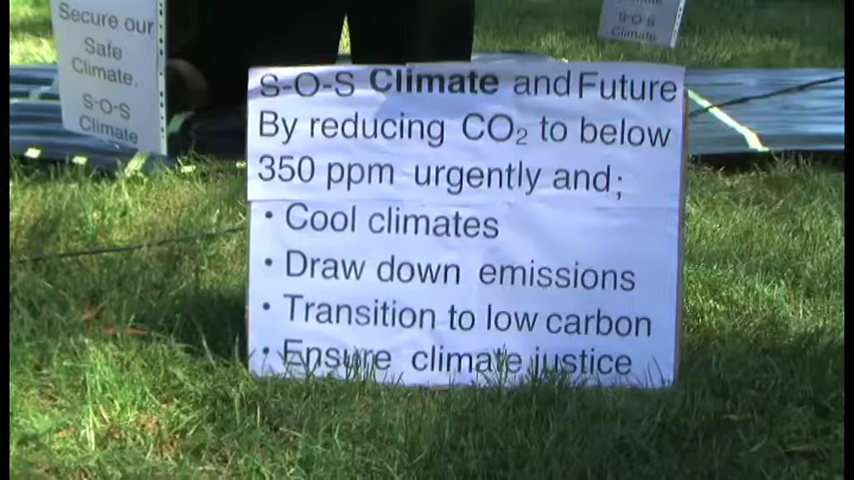 Secure our
Safe
Climate.
S-O-S
Climate
S-O-S
Climate
S-O-S Climate and Future
By reducing CO₂ to below
350 ppm urgently and;
• Cool climates
• Draw down emissions
• Transition to low carbon
• Ensure climate justice